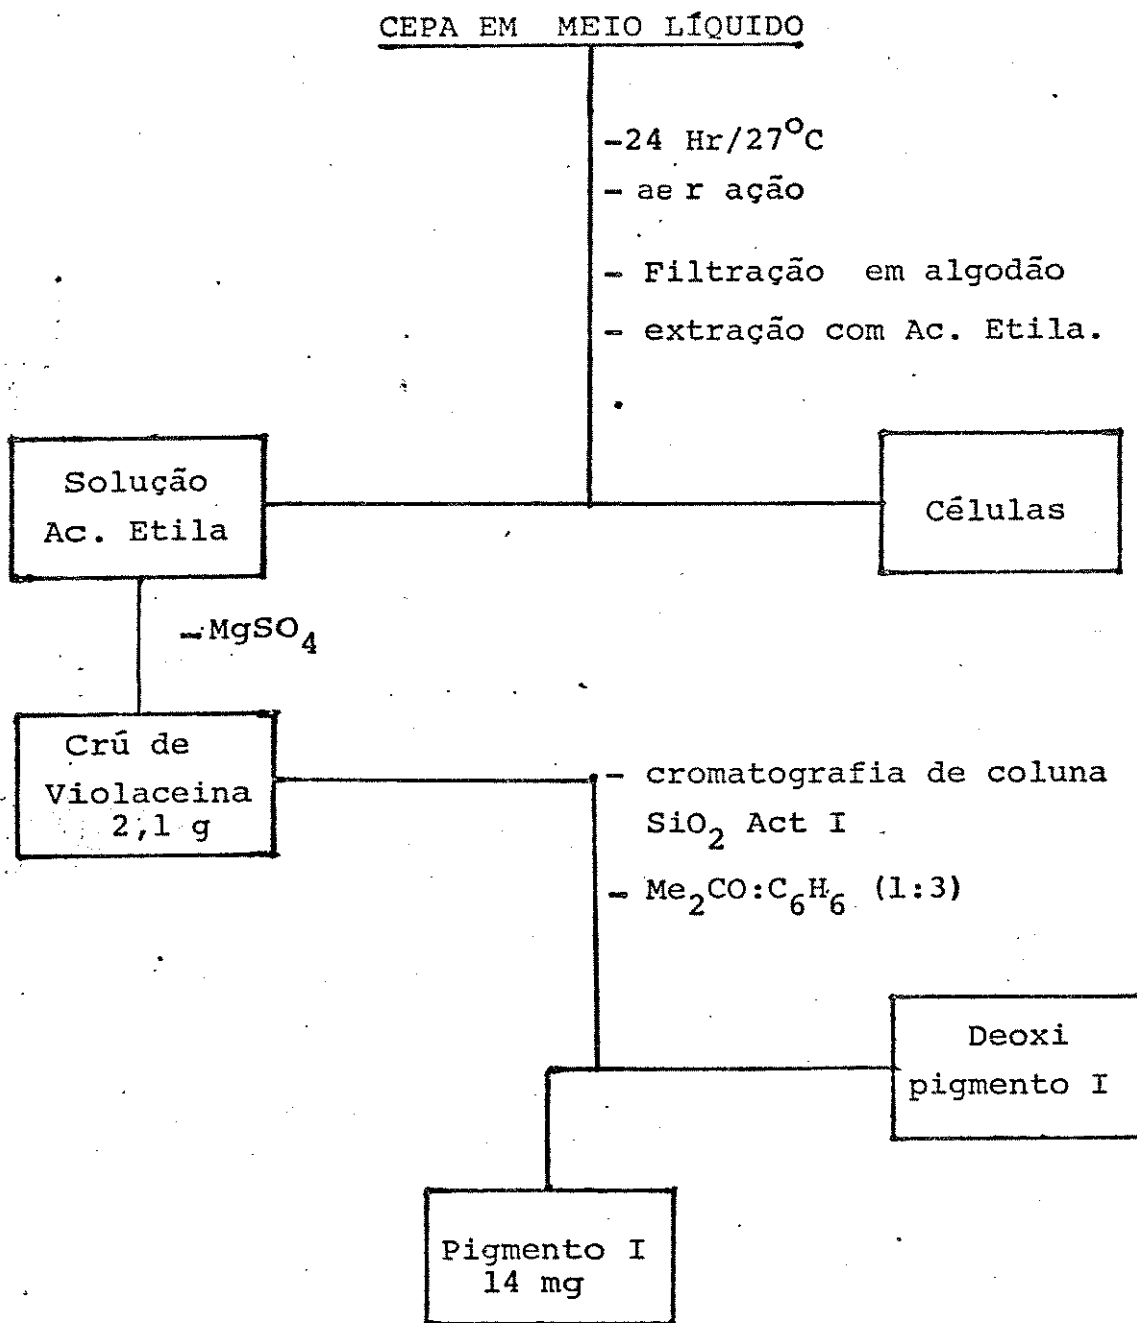 CEPA EM MEIO LÍQUIDO
-24 Hr/27°C
- aeração
- Filtração em algodão
- extração com Ac. Etila.
Solução
Ac. Etila
Células
-MgSO4
Crú de
Violaceina
2,1 g
- cromatografia de coluna
SiO2 Act I
- Me2CO:C6H6 (1:3)
Deoxi
pigmento I
Pigmento I
14 mg